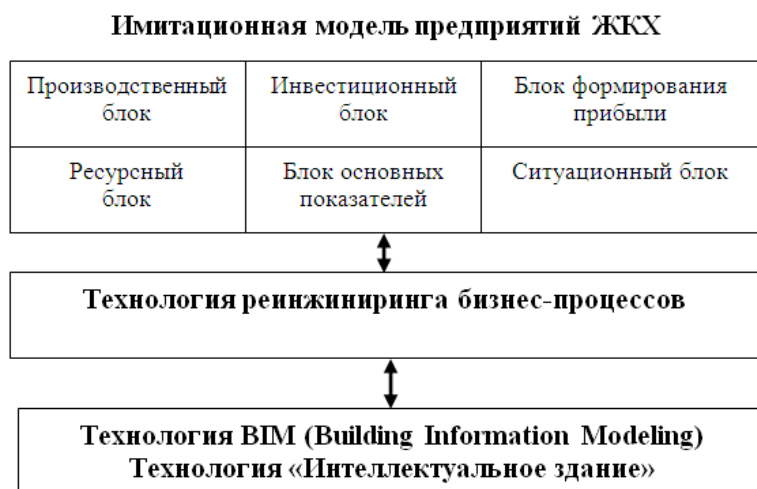 Имитационная модель предприятий ЖКХ
Производственный
блок
Инвестиционный
блок
Блок формирования
прибыли
Ресурсный
блок
Блок основных
показателей
Ситуационный блок
Технология реинжиниринга бизнес-процессов
Технология BIM (Building Information Modeling)
Технология «Интеллектуальное здание»